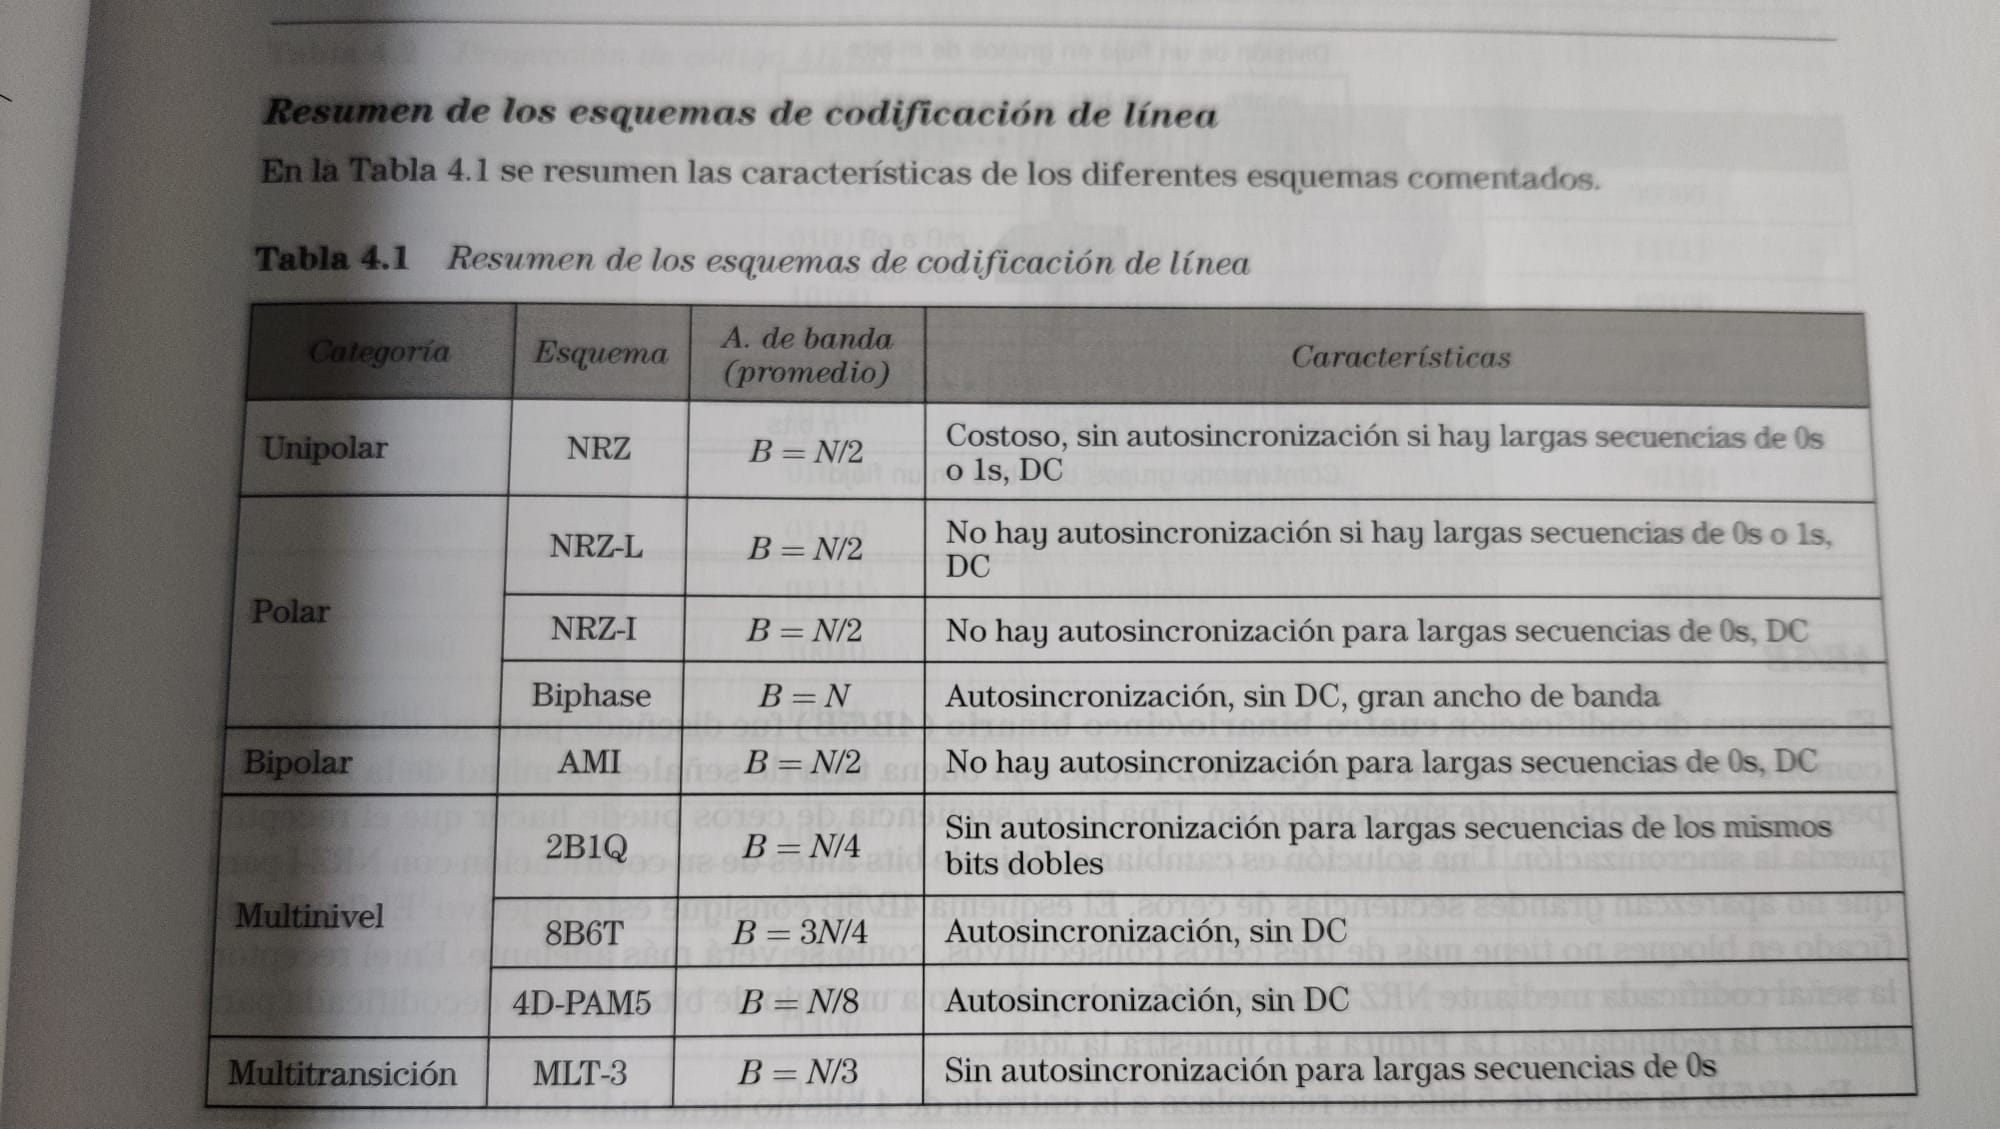 Resumen de los esquemas de codificación de línea
En la Tabla 4.1 se resumen las características de los diferentes esquemas comentados.
Tabla 4.1 Resumen de los esquemas de codificación de línea
Categoría Esquema A. de banda (promedio) Características
Unipolar NRZ B = N/2 Costoso, sin autosincronización si hay largas secuencias de 0s
o 1s, DC
Polar
NRZ-L B = N/2 No hay autosincronización si hay largas secuencias de 0s o 1s,
DC
NRZ-I B = N/2 No hay autosincronización para largas secuencias de 0s, DC
Biphase B = N Autosincronización, sin DC, gran ancho de banda
Bipolar AMI B = N/2 No hay autosincronización para largas secuencias de 0s, DC
Multinivel
2B1Q B = N/4 Sin autosincronización para largas secuencias de los mismos
bits dobles
8B6T B = 3N/4 Autosincronización, sin DC
4D-PAM5 B = N/8 Autosincronización, sin DC
Multitransición MLT-3 B = N/3 Sin autosincronización para largas secuencias de 0s